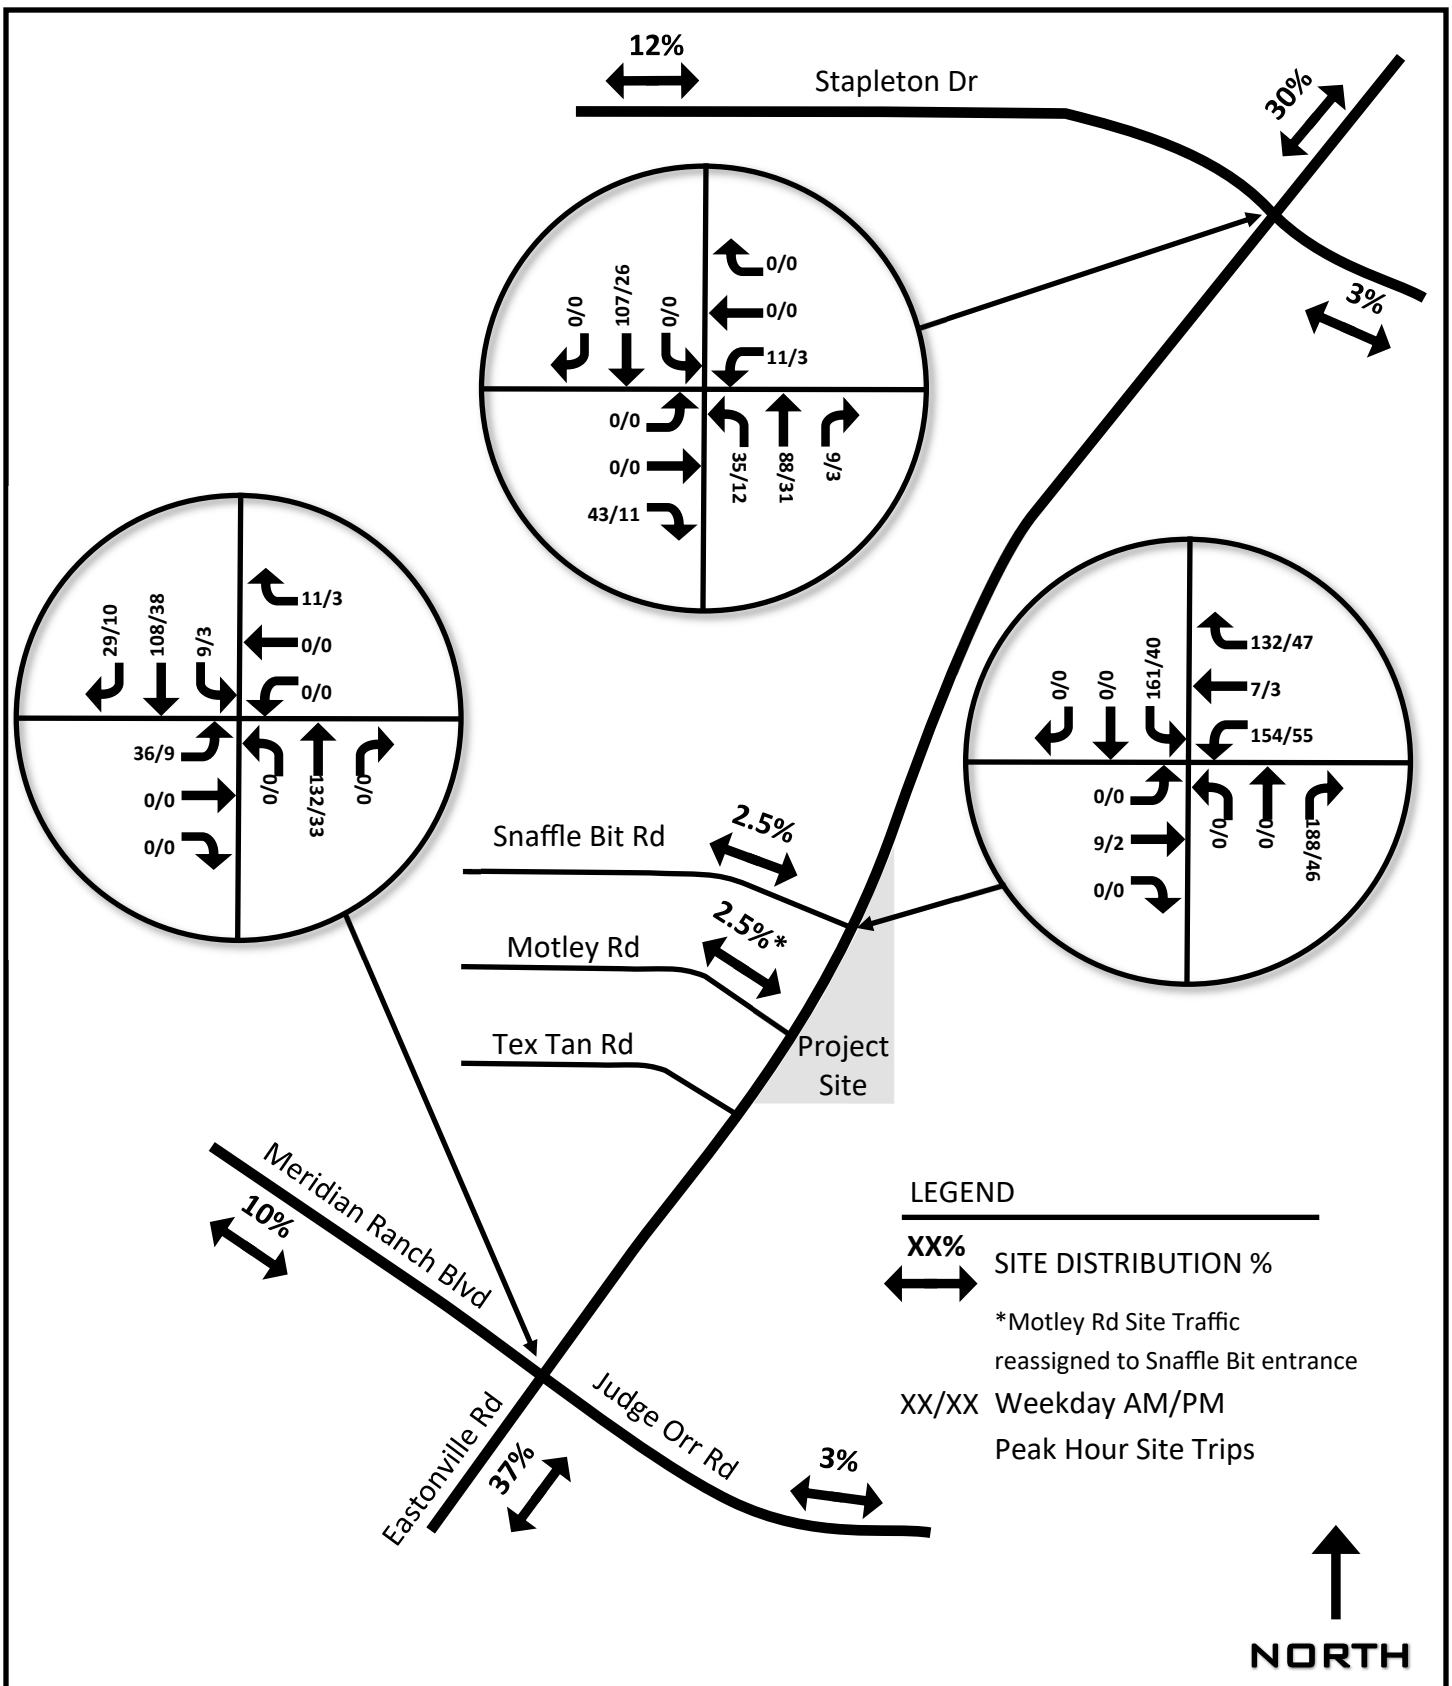 12%
Stapleton Dr
30%
3%
0/0
107/26
0/0
0/0
0/0
11/3
0/0
0/0
43/11
35/12
88/31
9/3
29/10
108/38
9/3
11/3
0/0
0/0
36/9
0/0
0/0
0/0
132/33
0/0
0/0
0/0
161/40
132/47
7/3
154/55
0/0
9/2
0/0
0/0
0/0
188/46
Snaffle Bit Rd
2.5%
Motley Rd
2.5%*
Tex Tan Rd
Project
Site
Meridian Ranch Blvd
10%
Judge Orr Rd
3%
Eastonville Rd
37%
LEGEND
XX%
SITE DISTRIBUTION %
*Motley Rd Site Traffic
reassigned to Snaffle Bit entrance
XX/XX Weekday AM/PM
Peak Hour Site Trips
NORTH